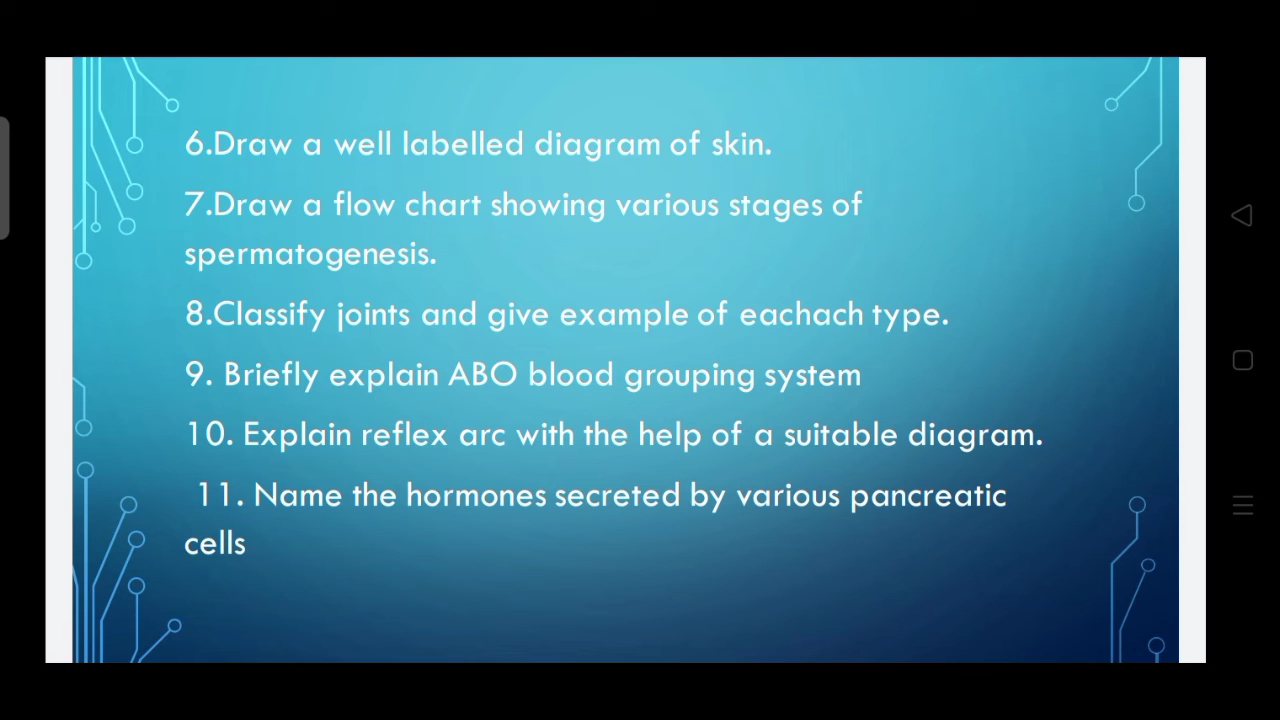 6.Draw a well labelled diagram of skin.
7.Draw a flow chart showing various stages of
spermatogenesis.
8.Classify joints and give example of eachach type.
9. Briefly explain ABO blood grouping system
10. Explain reflex arc with the help of a suitable diagram.
11. Name the hormones secreted by various pancreatic
cells